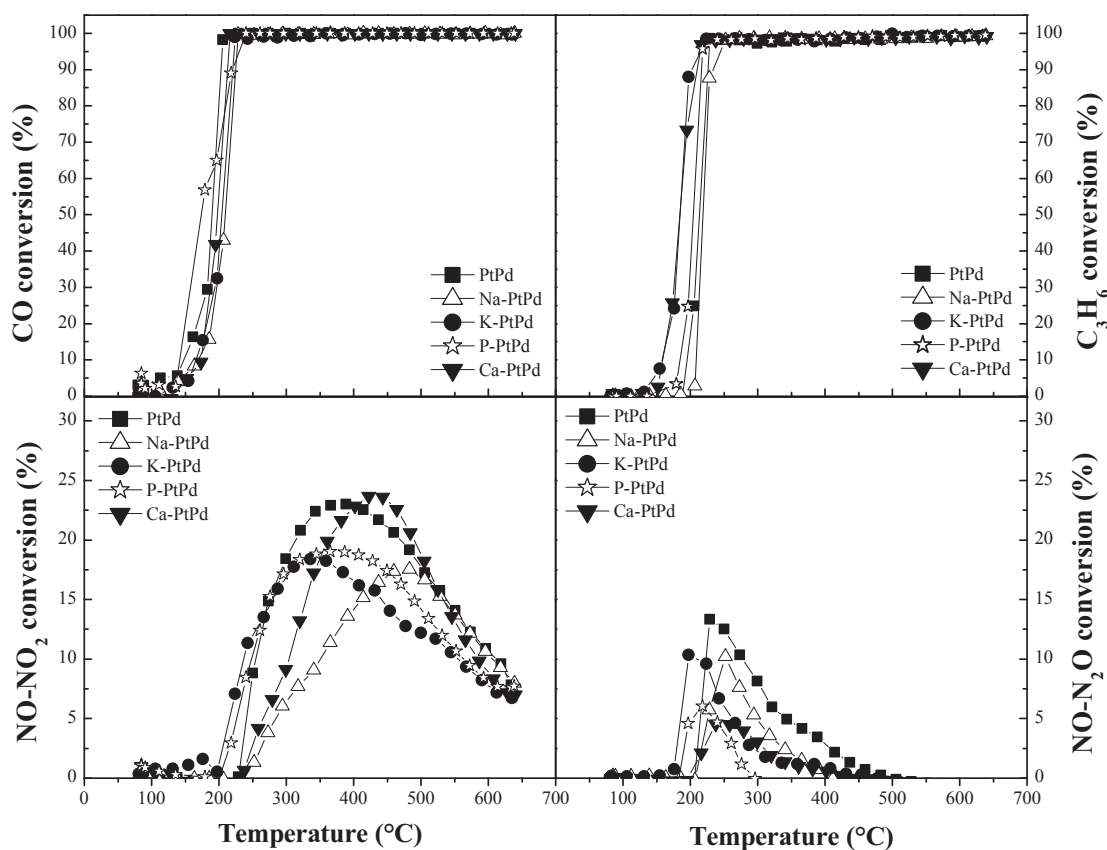 CO conversion (%)
100
90
80
70
60
50
40
30
20
10
0
PtPd
Na-PtPd
K-PtPd
P-PtPd
Ca-PtPd
C3H6 conversion (%)
100
90
80
70
60
50
40
30
20
10
0
PtPd
Na-PtPd
K-PtPd
P-PtPd
Ca-PtPd
NO-NO2 conversion (%)
30
25
20
15
10
5
0
PtPd
Na-PtPd
K-PtPd
P-PtPd
Ca-PtPd
0 100 200 300 400 500 600 700
Temperature (°C)
NO-N2O conversion (%)
30
25
20
15
10
5
0
PtPd
Na-PtPd
K-PtPd
P-PtPd
Ca-PtPd
100 200 300 400 500 600 700
Temperature (°C)